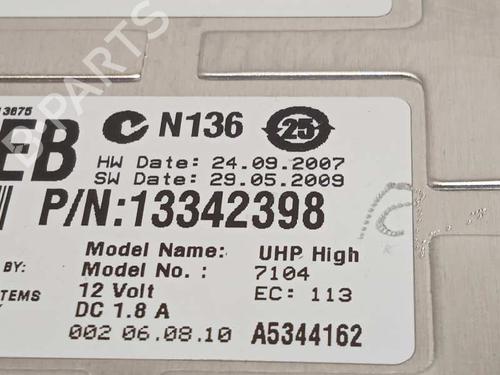 B-PARTS
13675
EB
N136
25
HW Date: 24.09.2007
SW Date: 29.05.2009
P/N:13342398
Model Name: UHP High
BY: Model No.: 7104
12 Volt EC: 113
TEMS DC 1.8 A
002 06.08.10 A5344162